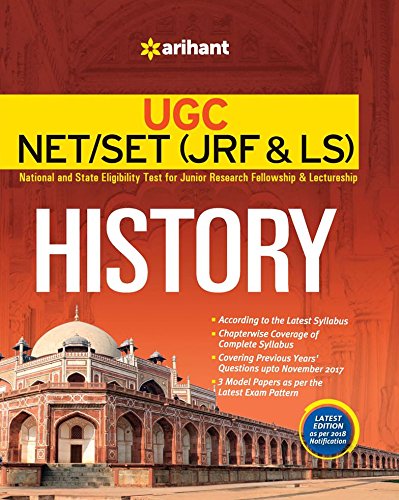 arihant
UGC
NET/SET (JRF & LS)
National and State Eligibility Test for Junior Research Fellowship & Lectureship
HISTORY
According to the Latest Syllabus
Chapterwise Coverage of
Complete Syllabus
Covering Previous Years'
Questions upto November 2017
3 Model Papers as per the
Latest Exam Pattern
LATEST
EDITION
as per 2018
Notification